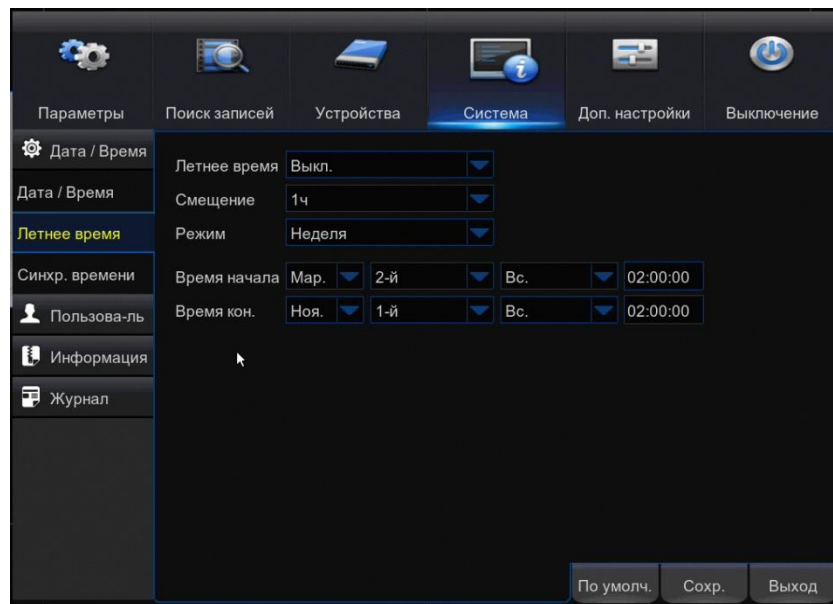 Параметры Поиск записей Устройства Система Доп. настройки Выключение
Дата / Время
Дата / Время
Летнее время
Синхр. времени
Пользова-ль
Информация
Журнал
Летнее время Выкл.
Смещение 1ч
Режим Неделя
Время начала Мар. 2-й Вс. 02:00:00
Время кон. Ноя. 1-й Вс. 02:00:00
По умолч. Сохр. Выход